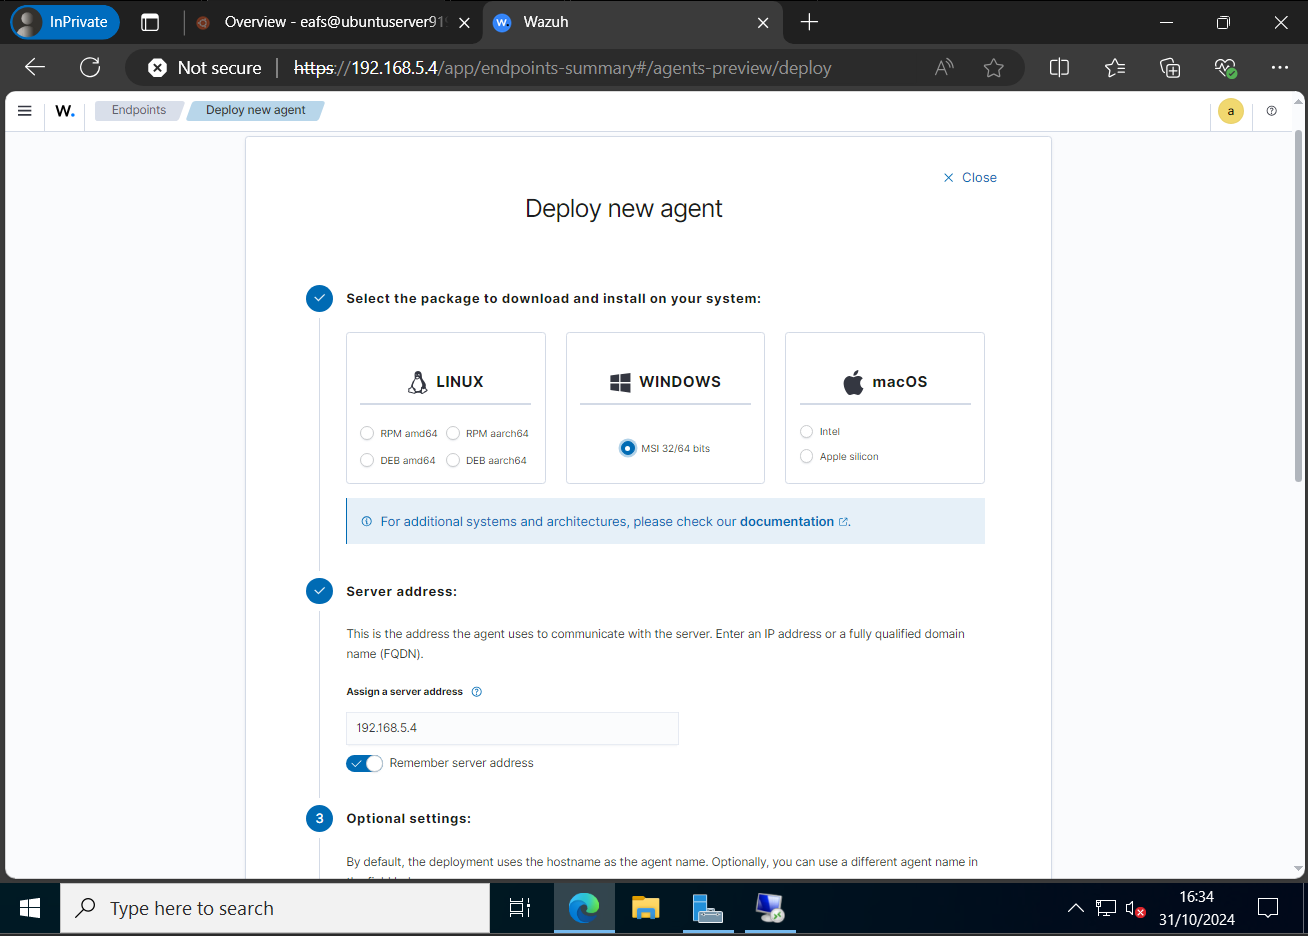 InPrivate
Overview - eafs@ubuntuserver919
Wazuh
Not secure
https://192.168.5.4/app/endpoints-summary#/agents-preview/deploy
W.
Endpoints
Deploy new agent
a
Close
Deploy new agent
Select the package to download and install on your system:
LINUX
WINDOWS
macOS
RPM amd64
RPM aarch64
DEB amd64
DEB aarch64
MSI 32/64 bits
Intel
Apple silicon
For additional systems and architectures, please check our documentation.
Server address:
This is the address the agent uses to communicate with the server. Enter an IP address or a fully qualified domain
name (FQDN).
Assign a server address
192.168.5.4
Remember server address
3
Optional settings:
By default, the deployment uses the hostname as the agent name. Optionally, you can use a different agent name in
Type here to search
16:34
31/10/2024